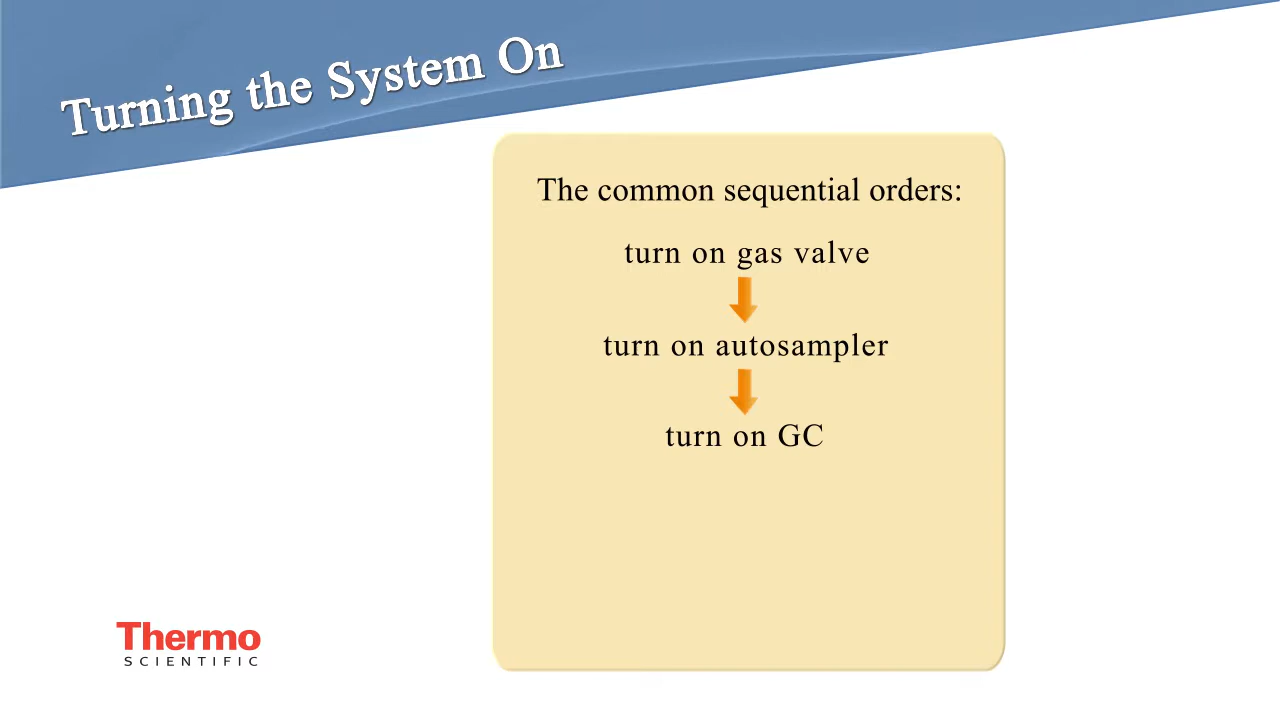 Turning the System On
The common sequential orders:
turn on gas valve
turn on autosampler
turn on GC
Thermo
SCIENTIFIC